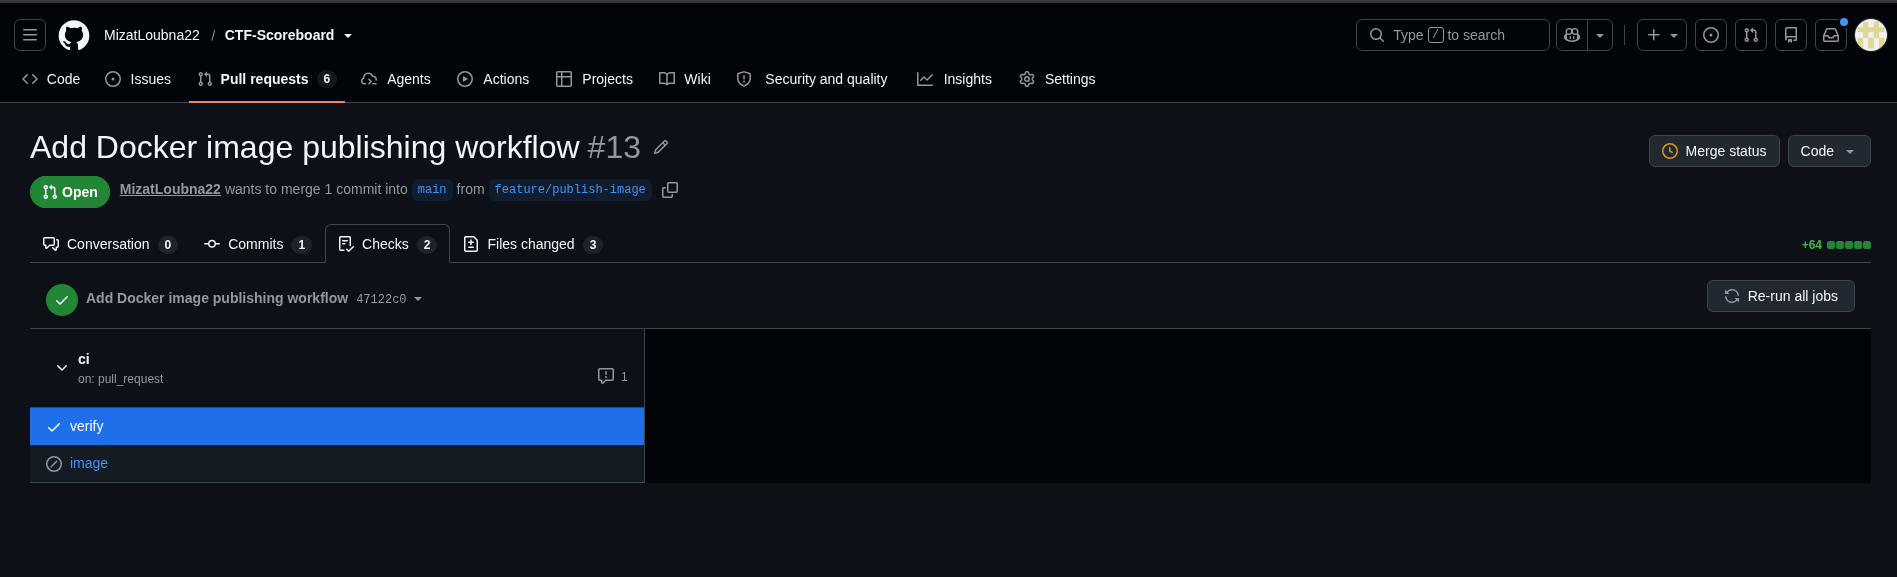 MizatLoubna22 / CTF-Scoreboard
Type / to search
Code Issues Pull requests 6 Agents Actions Projects Wiki Security and quality Insights Settings
Add Docker image publishing workflow #13
Merge status Code
Open MizatLoubna22 wants to merge 1 commit into main from feature/publish-image
Conversation 0 Commits 1 Checks 2 Files changed 3
+64
Add Docker image publishing workflow 47122c0
Re-run all jobs
ci
on: pull_request
1
verify
image